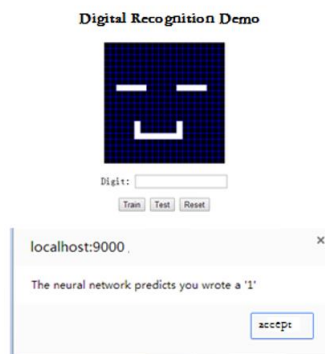 Digital Recognition Demo
Digit:
Train Test Reset
localhost:9000
×
The neural network predicts you wrote a '1'
accept